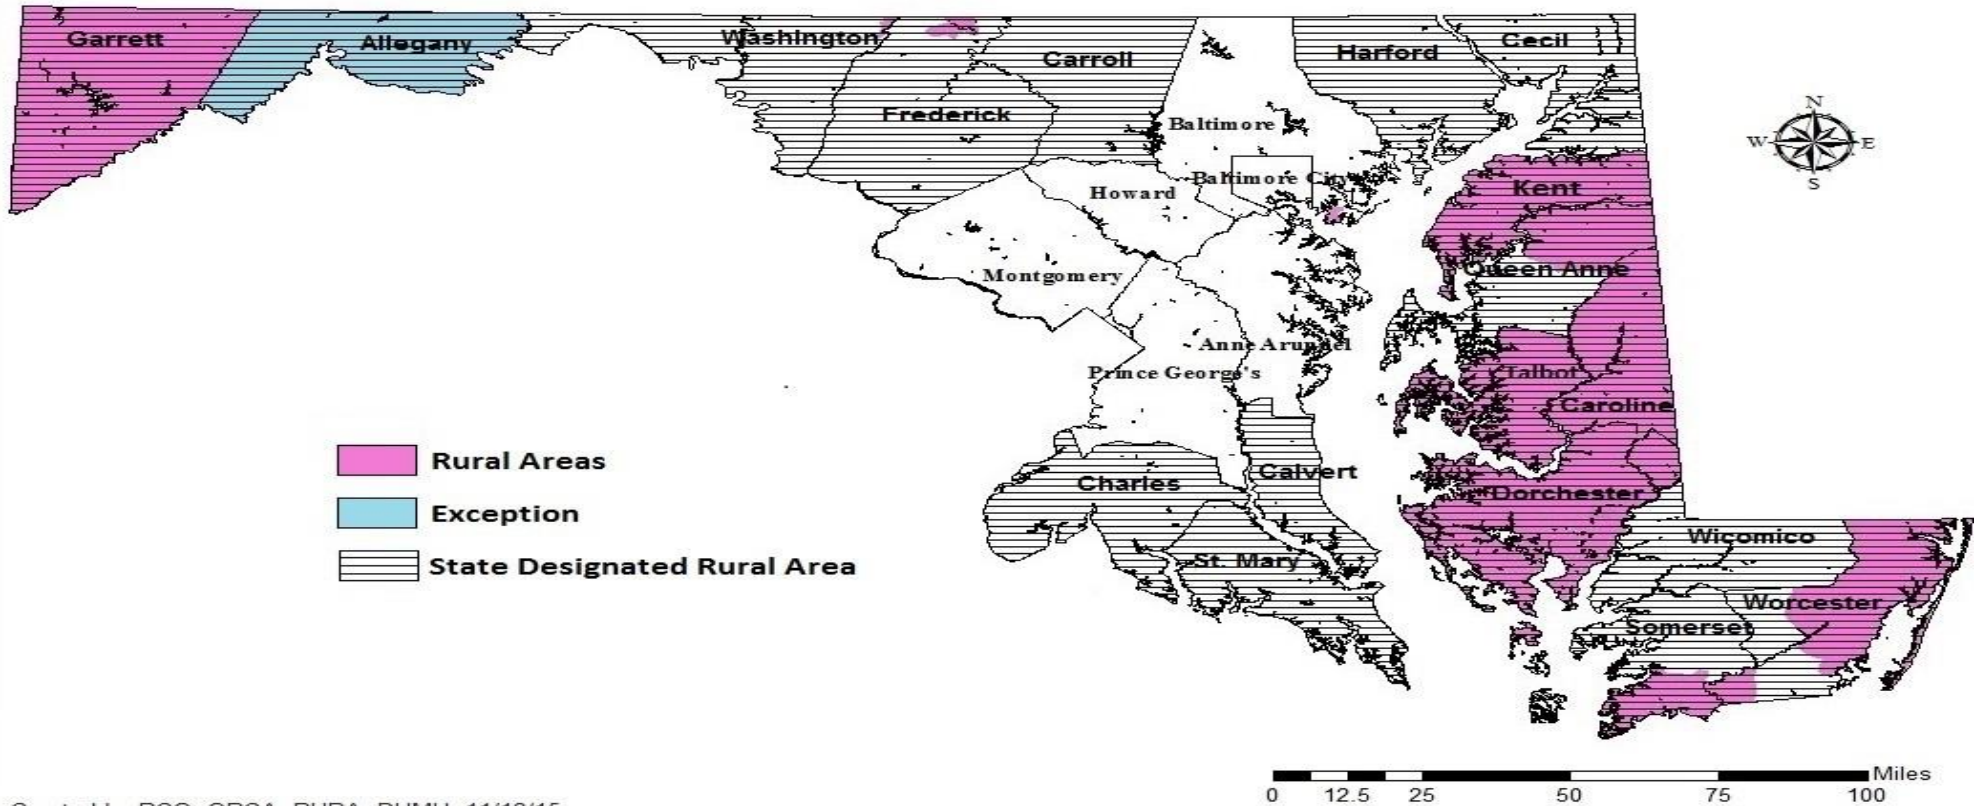 Garrett
Allegany
Washington
Carroll
Harford
Cecil
Frederick
Baltimore
Baltimore City
Howard
Kent
Montgomery
Queen Anne
Anne Arundel
Prince George's
Talbot
Caroline
Charles
Calvert
Dorchester
St. Mary
Wicomico
Worcester
Somerset
N
W
E
S
Rural Areas
Exception
State Designated Rural Area
Miles
0 12.5 25 50 75 100